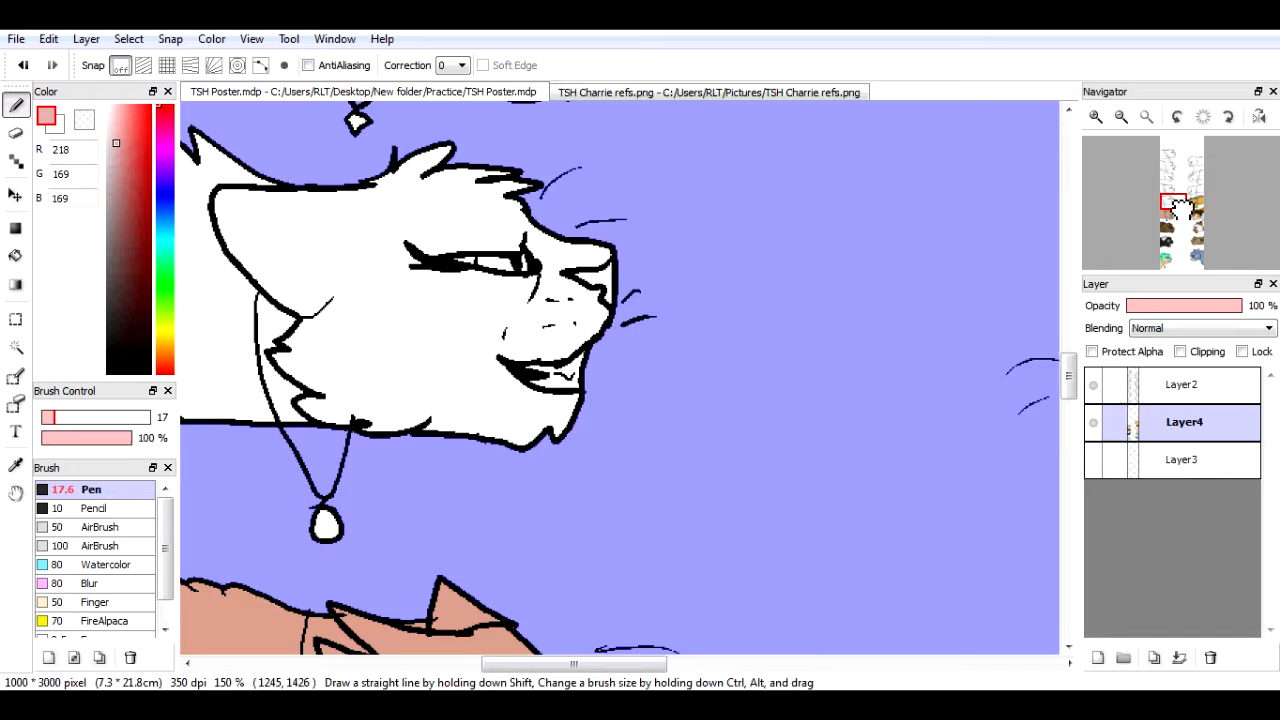 File Edit Layer Select Snap Color View Tool Window Help
Snap off AntiAliasing Correction 0 Soft Edge
Color
TSH Poster.mdp - C:/Users/RLT/Desktop/New folder/Practice/TSH Poster.mdp
TSH Charrie refs.png - C:/Users/RLT/Pictures/TSH Charrie refs.png
Navigator
R 218
G 169
B 169
Layer
Opacity 100 %
Blending Normal
Protect Alpha Clipping Lock
Layer2
Layer4
Layer3
Brush Control
17
100 %
Brush
17.6 Pen
10 Pencil
50 AirBrush
100 AirBrush
80 Watercolor
80 Blur
50 Finger
70 FireAlpaca
1000 * 3000 pixel (7.3 * 21.8cm) 350 dpi 150 % (1245, 1426) Draw a straight line by holding down Shift, Change a brush size by holding down Ctrl, Alt, and drag